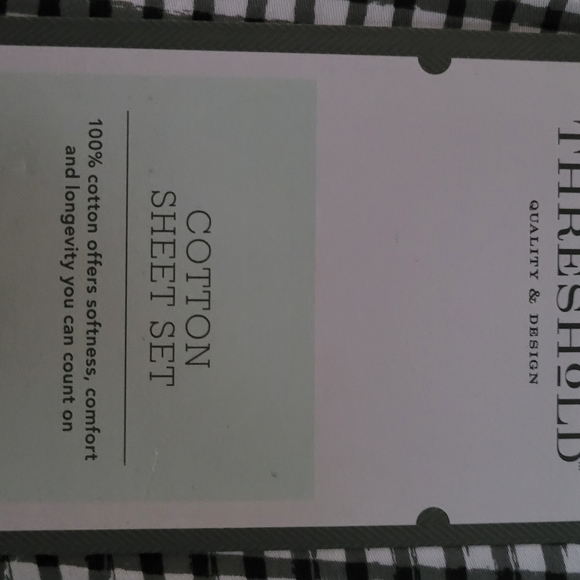 THRESHOLD
QUALITY & DESIGN
COTTON
SHEET SET
100% cotton offers softness, comfort
and longevity you can count on